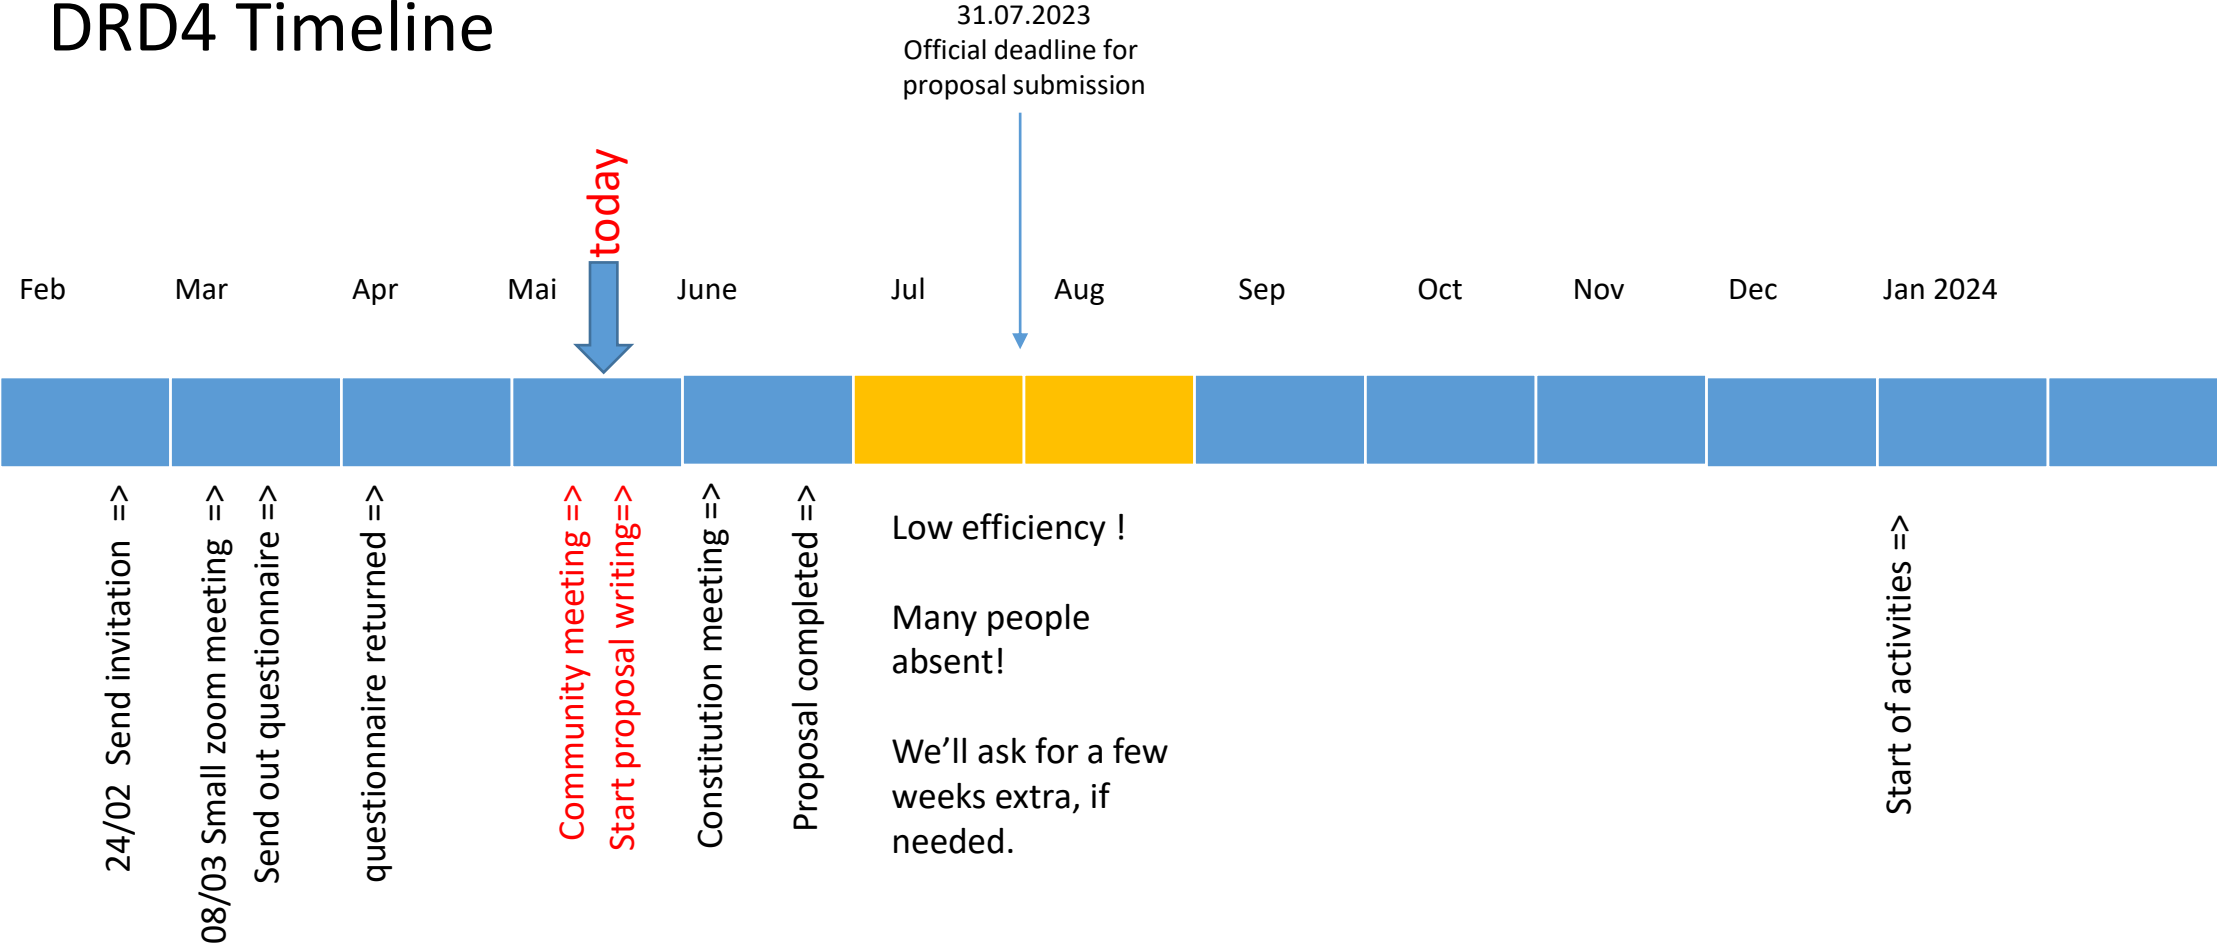 DRD4 Timeline
31.07.2023
Official deadline for
proposal submission
today
Feb
Mar
Apr
Mai
June
Jul
Aug
Sep
Oct
Nov
Dec
Jan 2024
24/02 Send invitation =>
08/03 Small zoom meeting =>
Send out questionnaire =>
questionnaire returned =>
Community meeting =>
Start proposal writing=>
Constitution meeting =>
Proposal completed =>
Low efficiency !
Many people
absent!
We’ll ask for a few
weeks extra, if
needed.
Start of activities =>